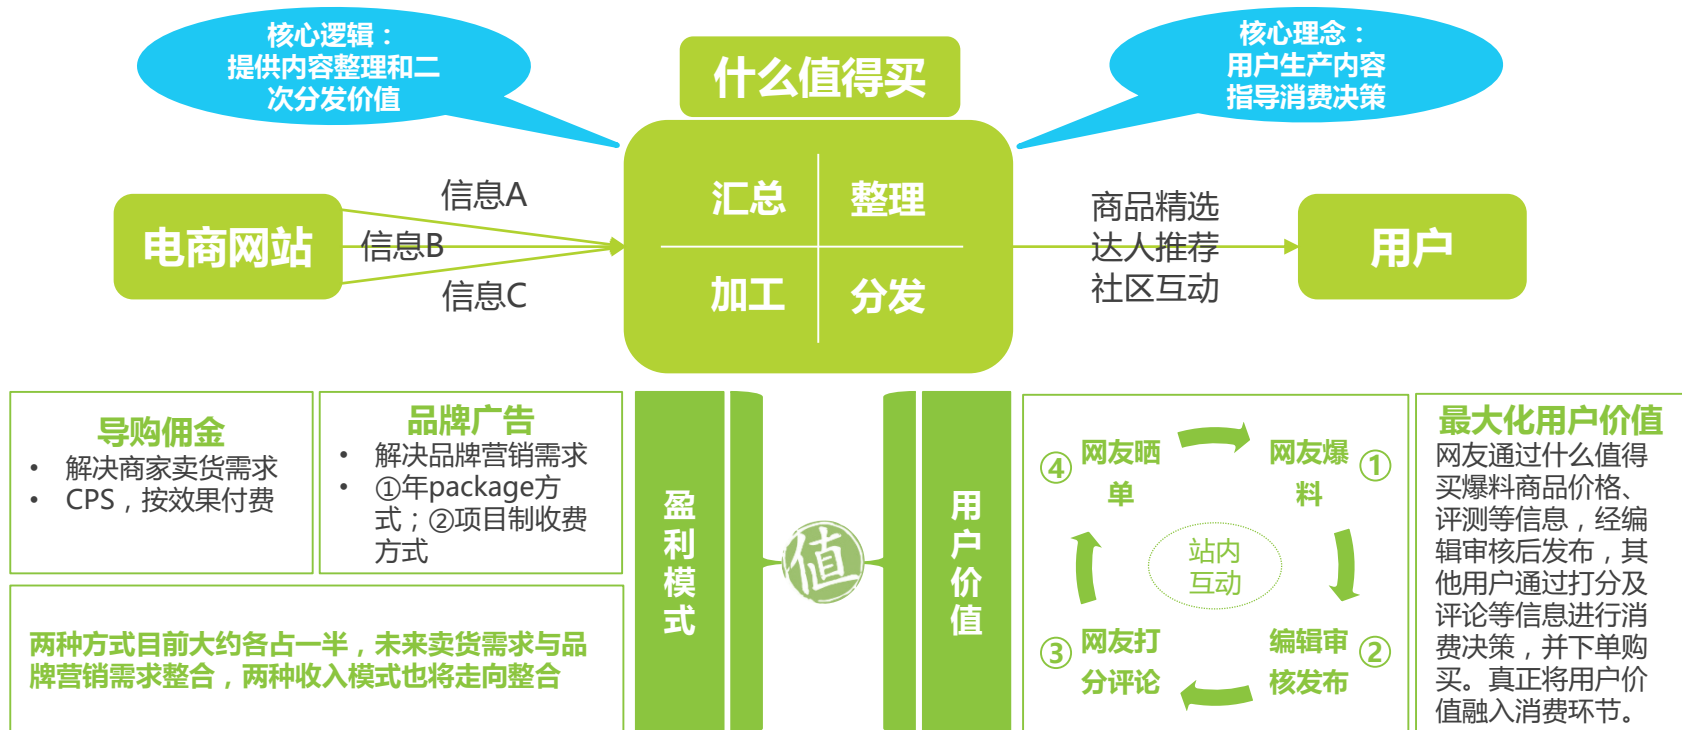 核心逻辑：
提供内容整理和二
次分发价值
什么值得买
核心理念：
用户生产内容
指导消费决策
电商网站
信息A
信息B
信息C
汇总
整理
加工
分发
商品精选
达人推荐
社区互动
用户
导购佣金
• 解决商家卖货需求
• CPS，按效果付费
品牌广告
• 解决品牌营销需求
• ①年package方
式；②项目制收费
方式
两种方式目前大约各占一半，未来卖货需求与品
牌营销需求整合，两种收入模式也将走向整合
盈利模式
值
用户价值
④ 网友晒
单
网友爆 ①
料
站内
互动
③ 网友打
分评论
编辑审 ②
核发布
最大化用户价值
网友通过什么值得
买爆料商品价格、
评测等信息，经编
辑审核后发布，其
他用户通过打分及
评论等信息进行消
费决策，并下单购
买。真正将用户价
值融入消费环节。